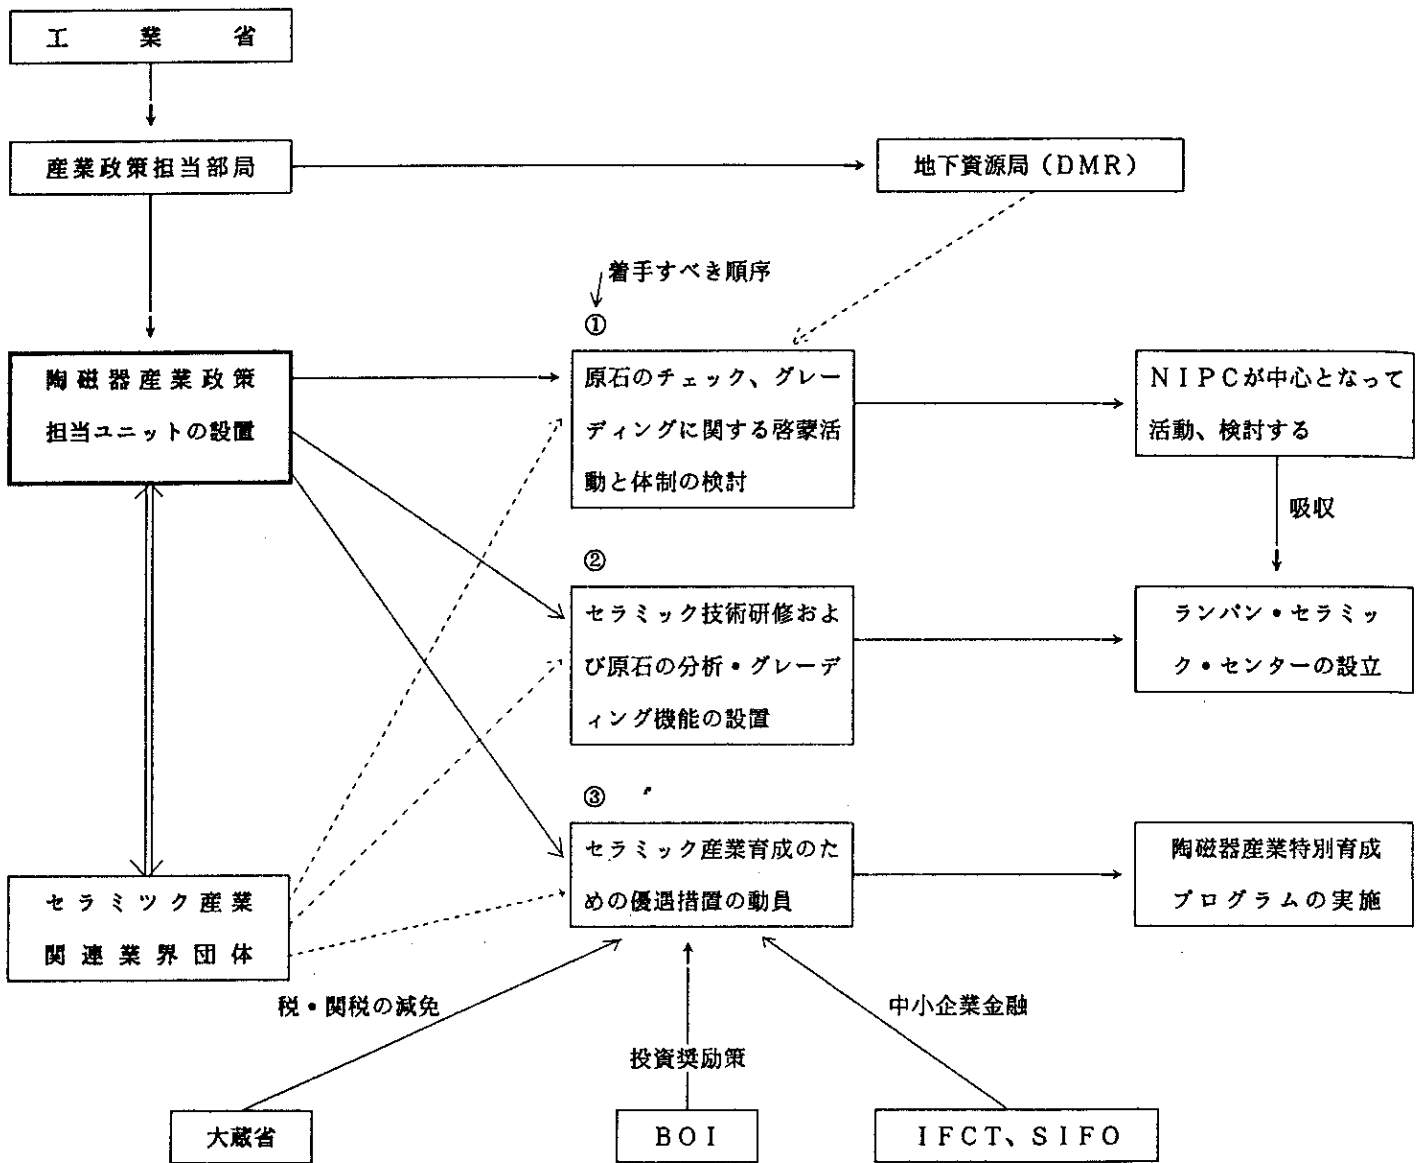 工業省
産業政策担当部局
地下資源局（DMR）
着手すべき順序
①
陶磁器産業政策
担当ユニットの設置
原石のチェック、グレー
ディングに関する啓蒙活
動と体制の検討
NIPCが中心となって
活動、検討する
吸収
②
セラミック技術研修およ
び原石の分析・グレーデ
ィング機能の設置
ランパン・セラミッ
ク・センターの設立
③
セラミック産業育成のた
めの優遇措置の動員
陶磁器産業特別育成
プログラムの実施
セラミツク産業
関連業界団体
税・関税の減免
中小企業金融
投資奨励策
大蔵省
BOI
IFCT、SIFO